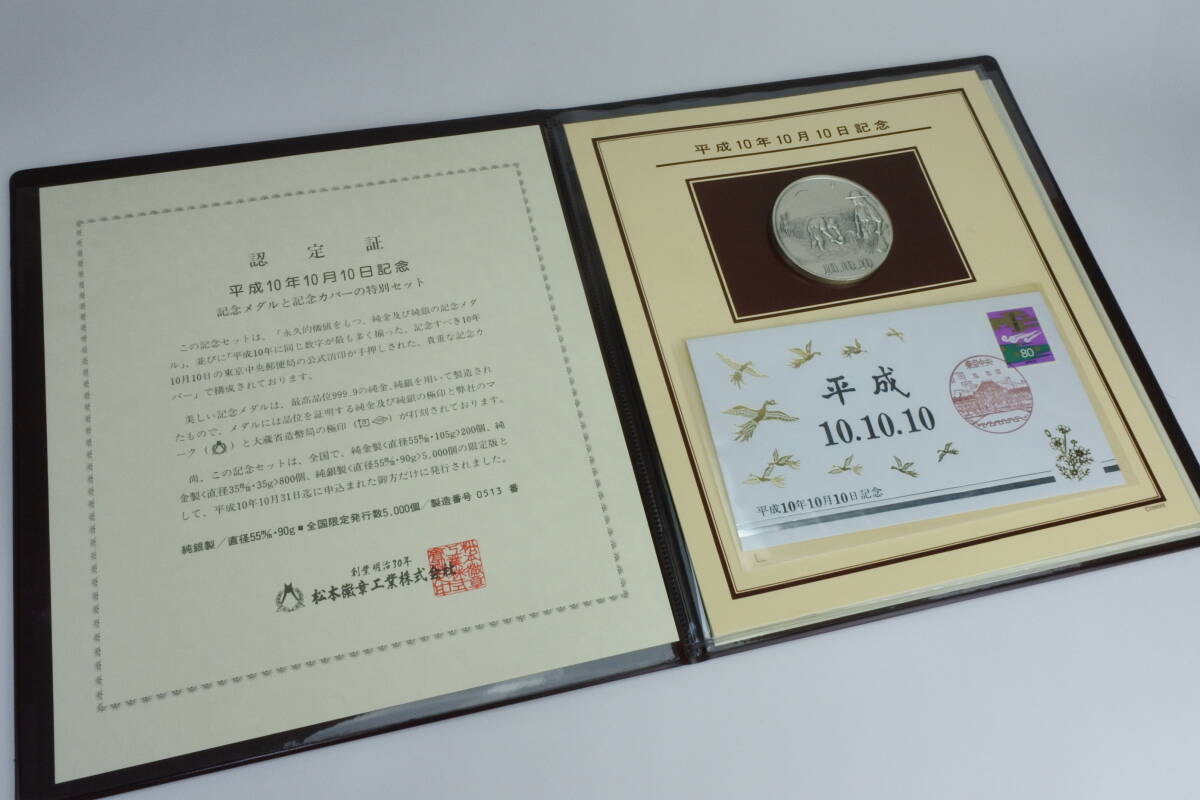 認定証
平成10年10月10日記念
記念メダルと記念カバーの特別セット
この記念セットは、「永久的価値をもつ、純金及び純銀の記念メダ
ル」、並びに「平成10年に同じ数字が最も多く揃った、記念すべき10年
10月10日の東京中央郵便局の公式消印が手押しされた、貴重な記念カ
バー」で構成されております。
美しい記念メダルは、最高品位999.9の純金、純銀を用いて製造され
たもので、メダルには品位を証明する純金及び純銀の極印と弊社のマ
ーク( )と大蔵省造幣局の極印( )が打刻されております。
尚、この記念セットは、全国で、純金製<直径55㎜・105g>200個、純
金製<直径35㎜・35g>800個、純銀製<直径55㎜・90g>5,000個の限定版と
して、平成10年10月31日迄に申込まれた御方だけに発行されました。
純銀製/直径55㎜・90g■全国限定発行数5,000個/製造番号 0513 番
創業明治30年
松本徽章工業株式会社
平成10年10月10日記念
10.10.10
80
東京中央
平成
10.10.10
平成10年10月10日記念